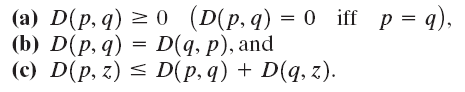 (a) D(p, q) ≥ 0 (D(p, q) = 0 iff p = q),
(b) D(p, q) = D(q, p), and
(c) D(p, z) ≤ D(p, q) + D(q, z).